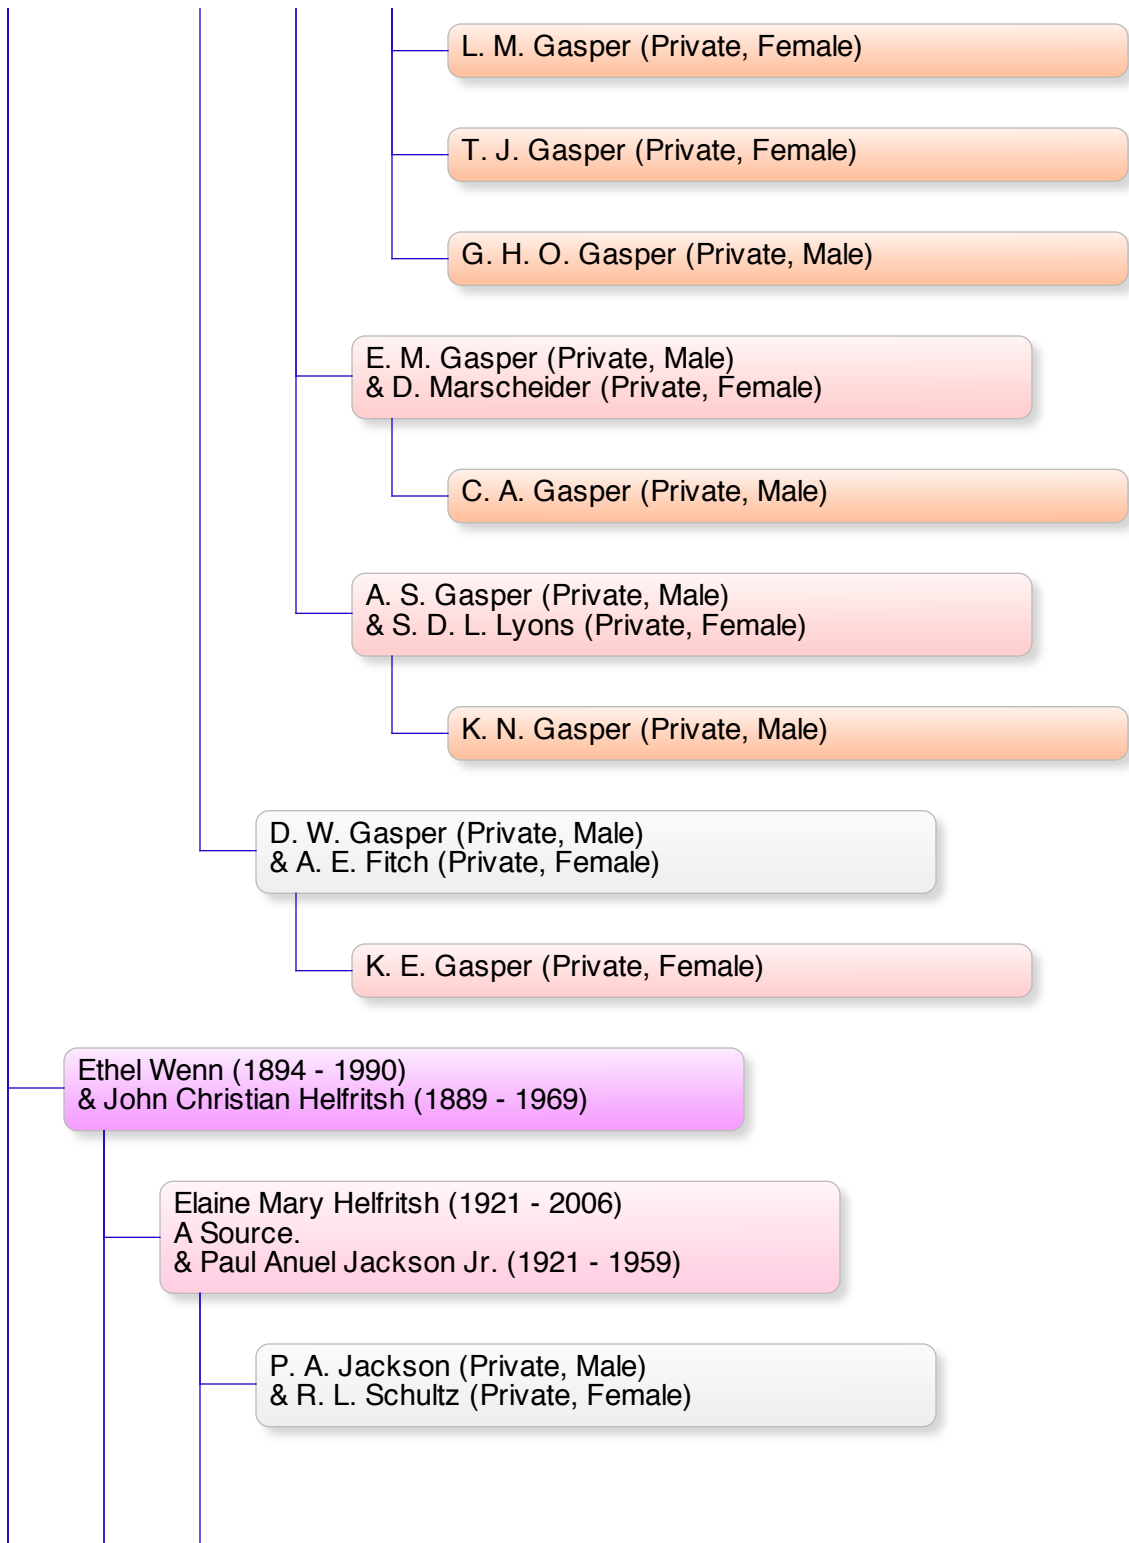 L. M. Gasper (Private, Female)
T. J. Gasper (Private, Female)
G. H. O. Gasper (Private, Male)
E. M. Gasper (Private, Male)
& D. Marscheider (Private, Female)
C. A. Gasper (Private, Male)
A. S. Gasper (Private, Male)
& S. D. L. Lyons (Private, Female)
K. N. Gasper (Private, Male)
D. W. Gasper (Private, Male)
& A. E. Fitch (Private, Female)
K. E. Gasper (Private, Female)
Ethel Wenn (1894 - 1990)
& John Christian Helfritsh (1889 - 1969)
Elaine Mary Helfritsh (1921 - 2006)
A Source.
& Paul Anuel Jackson Jr. (1921 - 1959)
P. A. Jackson (Private, Male)
& R. L. Schultz (Private, Female)